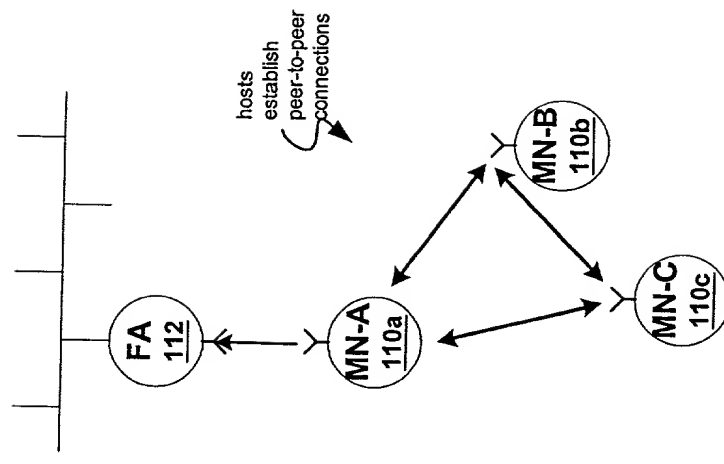 hosts
establish
peer-to-peer
connections
FA
112
MN-A
110a
MN-B
110b
MN-C
110c